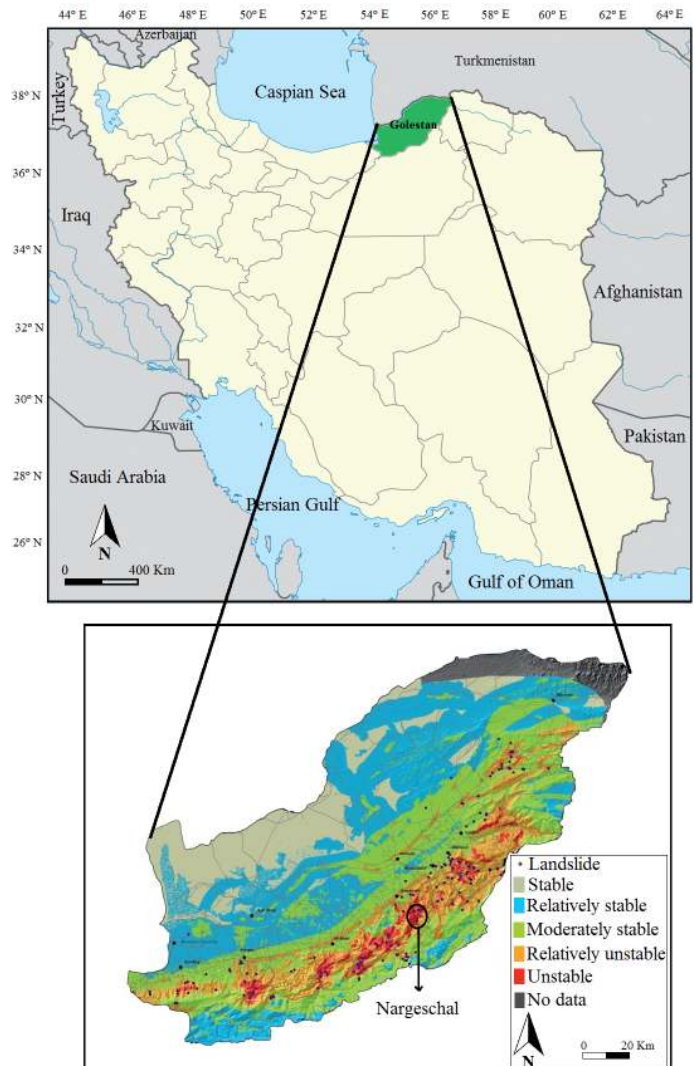 44° E 46° E 48° E 50° E 52° E 54° E 56° E 60° E 62° E 64° E
Azerbaijan
Turkmenistan
Turkey
Caspian Sea
38° N
Golestan
36° N
Iraq
34° N
Afghanistan
32° N
30° N
Kuwait
Pakistan
28° N
Saudi Arabia
Persian Gulf
26° N
N
0 400 Km
Gulf of Oman
Landslide
Stable
Relatively stable
Moderately stable
Relatively unstable
Unstable
No data
Nargeschal
N
0 20 Km